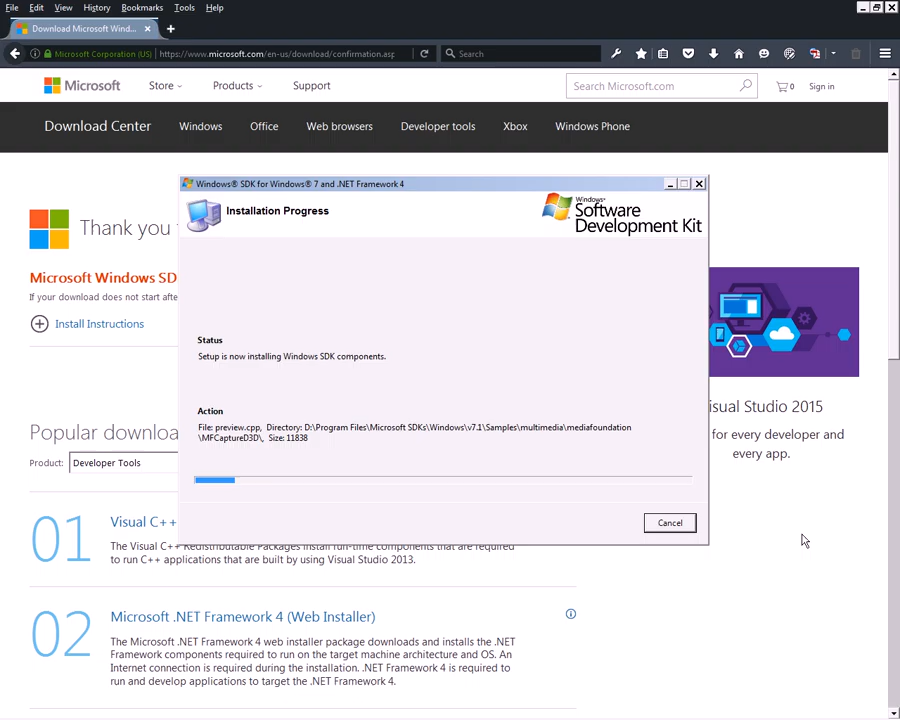 File Edit View History Bookmarks Tools Help
Download Microsoft Wind...
Microsoft Corporation (US) https://www.microsoft.com/en-us/download/confirmation.asp
Search
Microsoft
Store Products Support
Search Microsoft.com
0 Sign in
Download Center Windows Office Web browsers Developer tools Xbox Windows Phone
Windows® SDK for Windows® 7 and .NET Framework 4
Installation Progress
Windows®
Software
Development Kit
Status
Setup is now installing Windows SDK components.
Action
File: preview.cpp, Directory: D:\Program Files\Microsoft SDKs\Windows\v7.1\Samples\multimedia\mediafoundation
\MFCaptureD3D\, Size: 11838
Cancel
Thank you
Microsoft Windows SD
If your download does not start after
Install Instructions
isual Studio 2015
for every developer and
every app.
Popular downloa
Product: Developer Tools
01 Visual C++
The Visual C++ Redistributable Packages install run-time components that are required
to run C++ applications that are built by using Visual Studio 2013.
02 Microsoft .NET Framework 4 (Web Installer)
The Microsoft .NET Framework 4 web installer package downloads and installs the .NET
Framework components required to run on the target machine architecture and OS. An
Internet connection is required during the installation. .NET Framework 4 is required to
run and develop applications to target the .NET Framework 4.